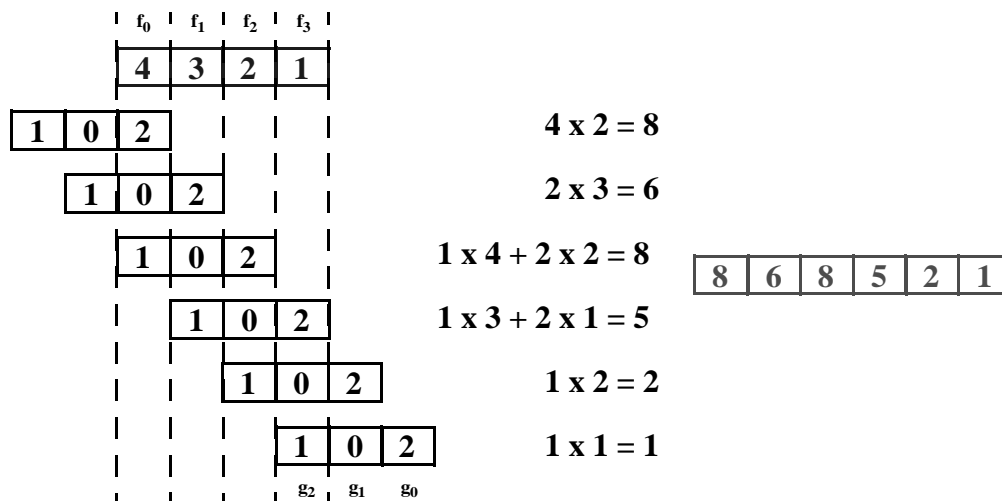 f0 f1 f2 f3
4 3 2 1
1 0 2 4 x 2 = 8
1 0 2 2 x 3 = 6
1 0 2 1 x 4 + 2 x 2 = 8
8 6 8 5 2 1
1 0 2 1 x 3 + 2 x 1 = 5
1 0 2 1 x 2 = 2
1 0 2 1 x 1 = 1
g2 g1 g0